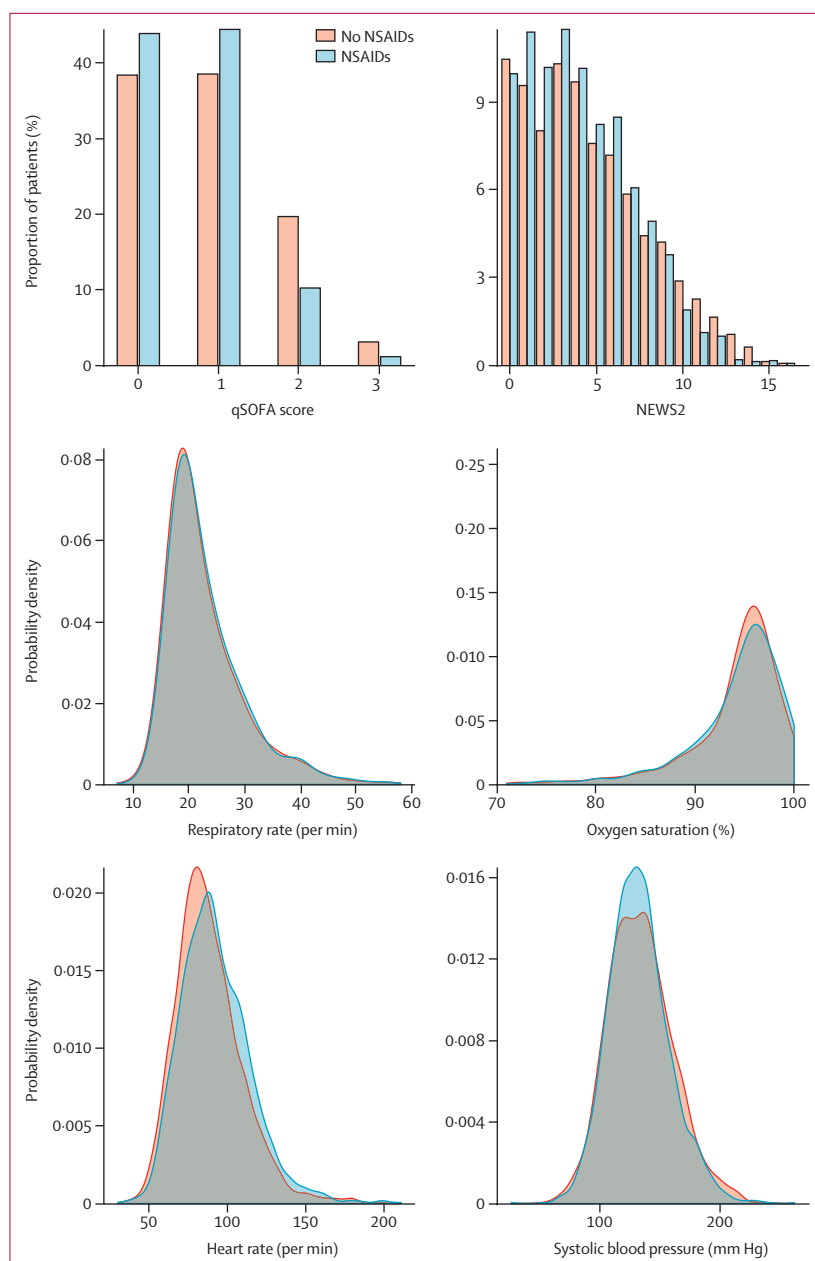 No NSAIDs
NSAIDs
Proportion of patients (%)
40
30
20
10
0
0 1 2 3
qSOFA score
9
6
3
0
0 5 10 15
NEWS2
Probability density
0·08
0·06
0·04
0·02
0
10 20 30 40 50 60
Respiratory rate (per min)
0·25
0·20
0·15
0·010
0·05
0
70 80 90 100
Oxygen saturation (%)
Probability density
0·020
0·015
0·010
0·005
0
50 100 150 200
Heart rate (per min)
0·016
0·012
0·008
0·004
0
100 200
Systolic blood pressure (mm Hg)